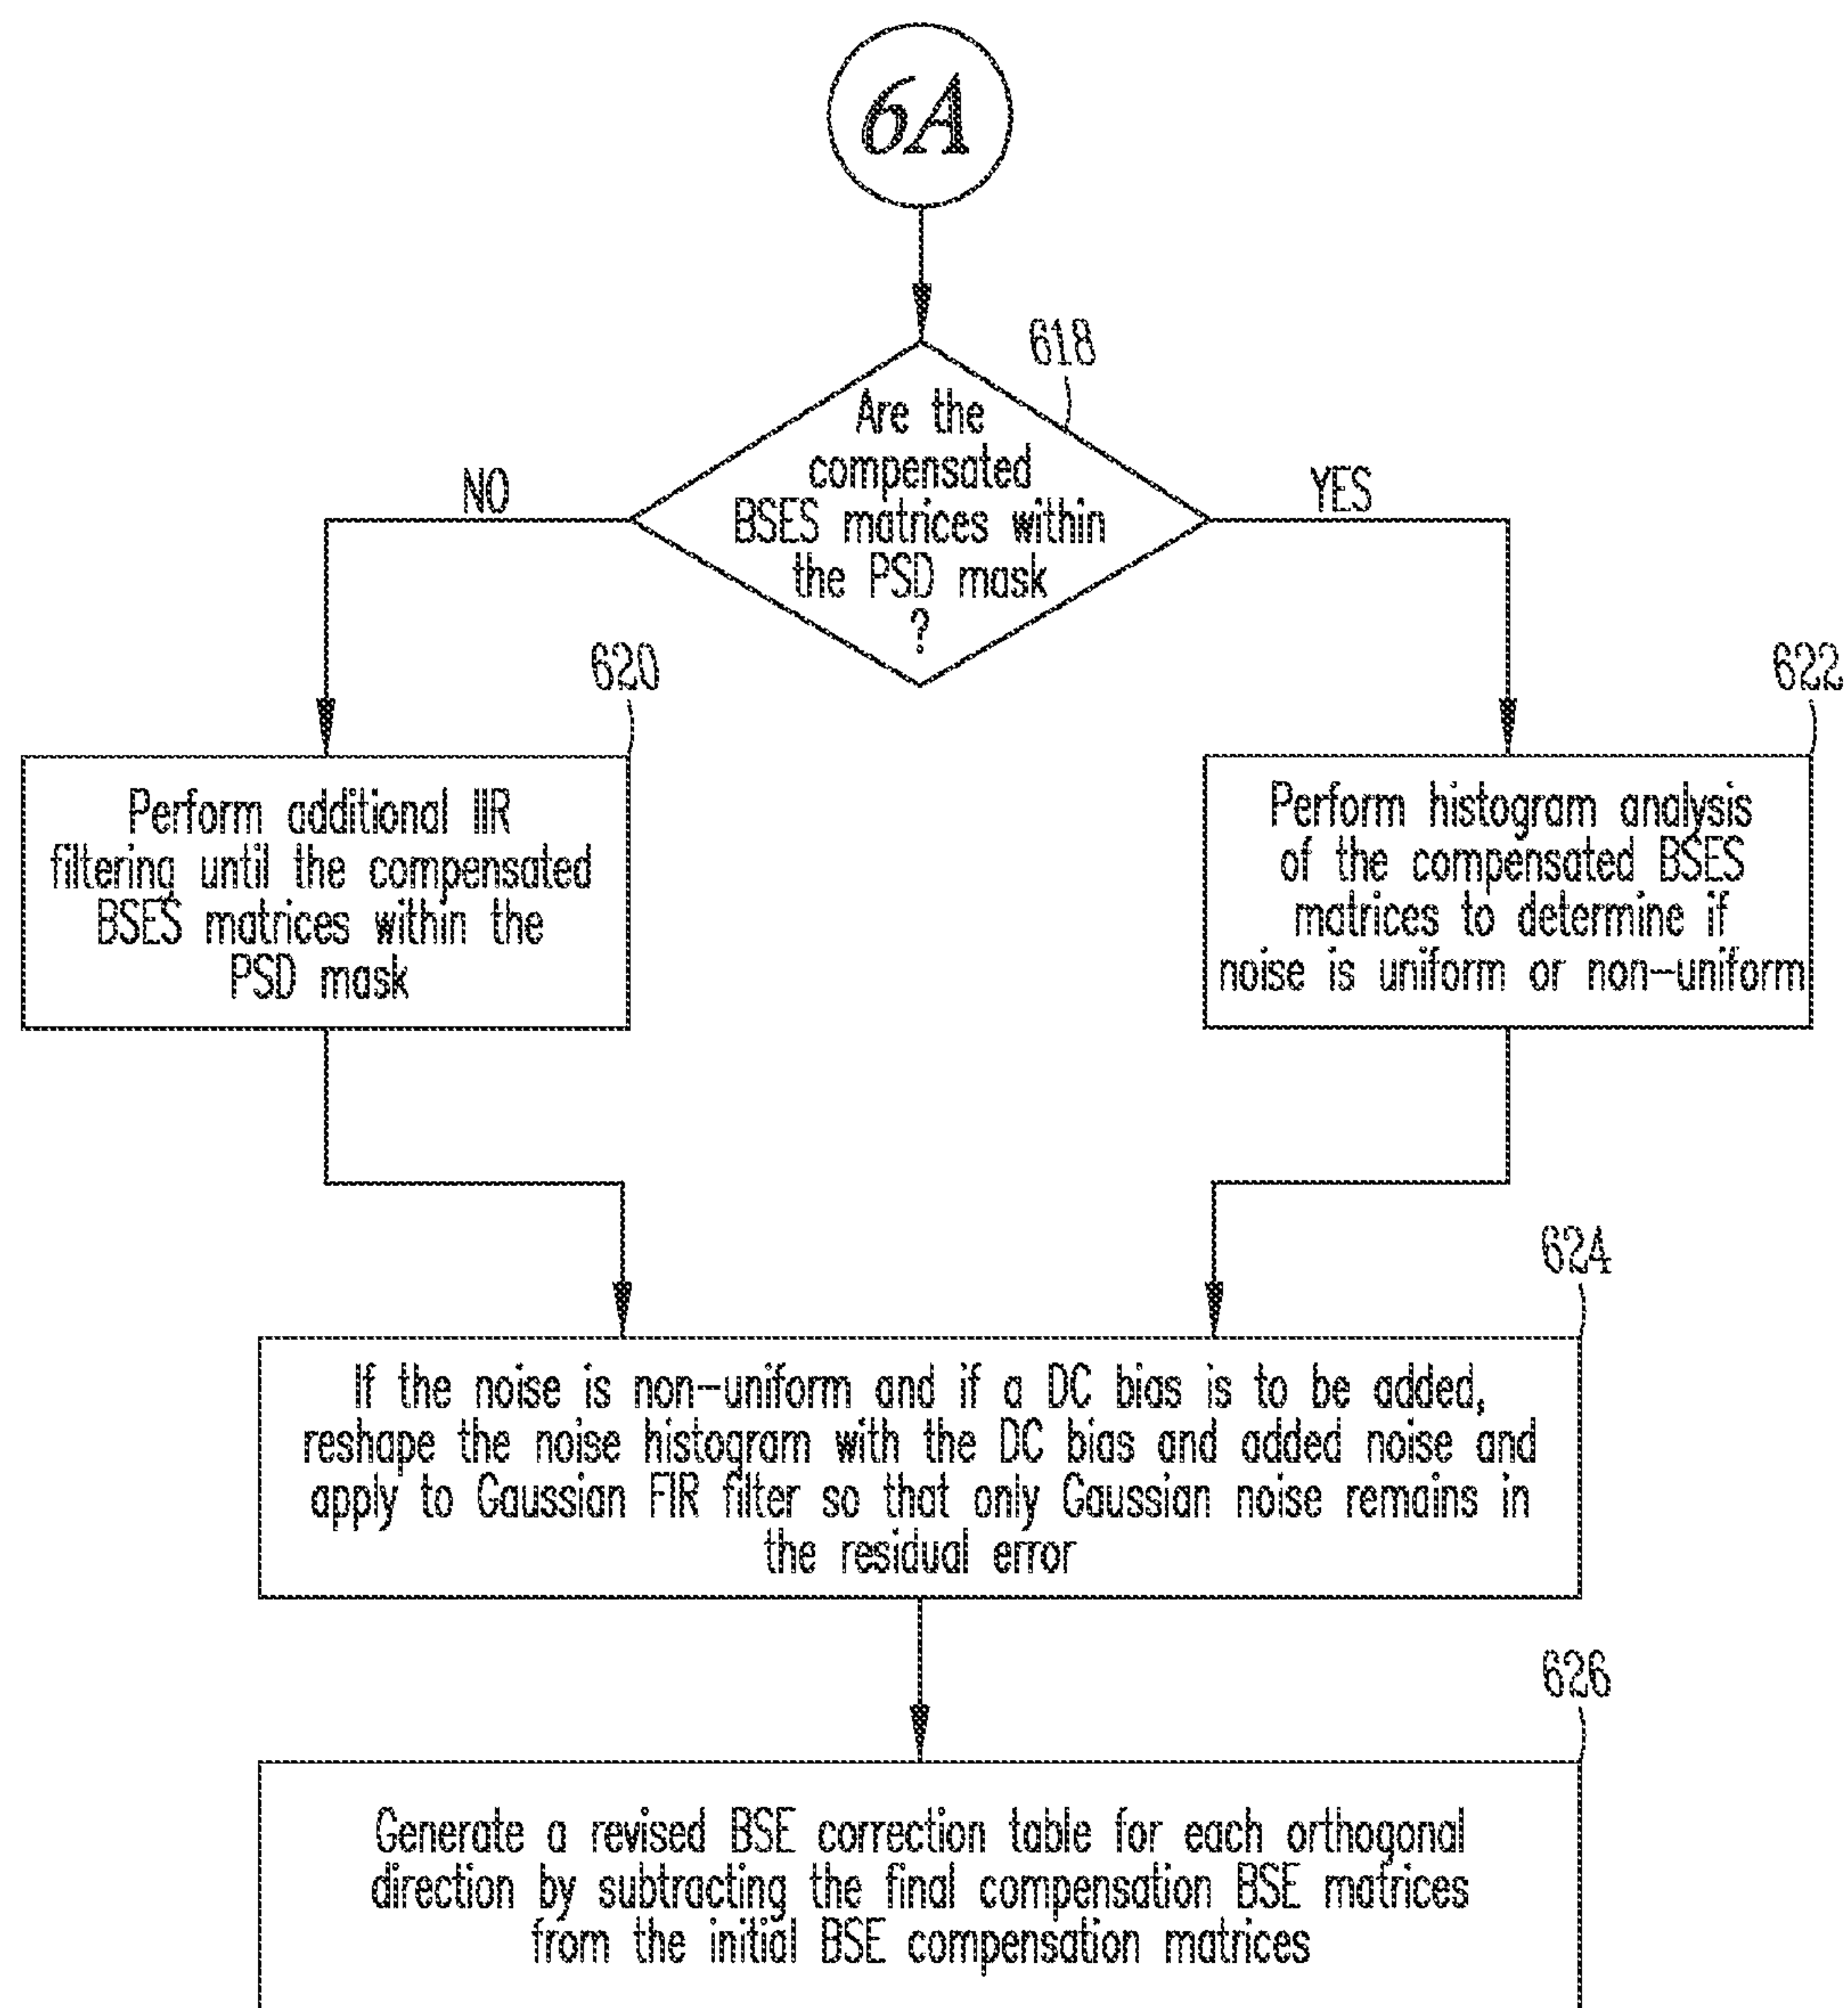 6A
618
Are the
compensated
BSES matrices within
the PSD mask
?
NO
YES
620
Perform additional IIR
filtering until the compensated
BSES matrices within the
PSD mask
622
Perform histogram analysis
of the compensated BSES
matrices to determine if
noise is uniform or non-uniform
624
If the noise is non-uniform and if a DC bias is to be added,
reshape the noise histogram with the DC bias and added noise and
apply to Gaussian FIR filter so that only Gaussian noise remains in
the residual error
626
Generate a revised BSE correction table for each orthogonal
direction by subtracting the final compensation BSE matrices
from the initial BSE compensation matrices